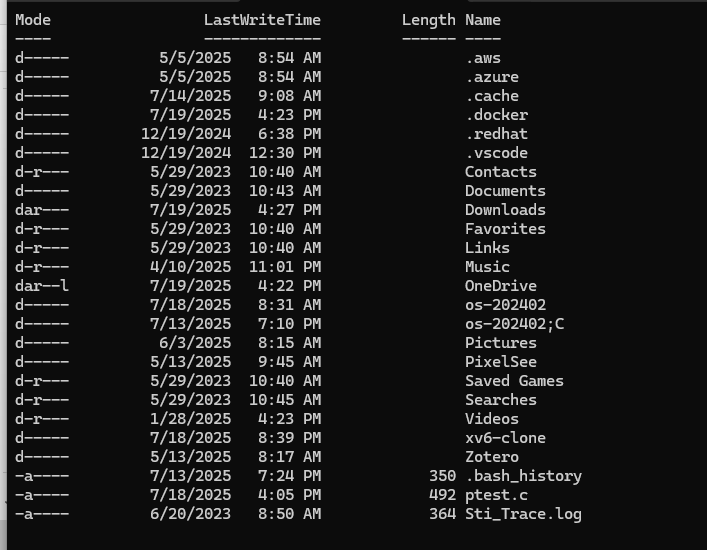 Mode                 LastWriteTime         Length Name
----                 -------------         ------ ----
d-----          5/5/2025   8:54 AM                .aws
d-----          5/5/2025   8:54 AM                .azure
d-----         7/14/2025   9:08 AM                .cache
d-----         7/19/2025   4:23 PM                .docker
d-----        12/19/2024   6:38 PM                .redhat
d-----        12/19/2024  12:30 PM                .vscode
d-r---         5/29/2023  10:40 AM                Contacts
d-----         5/29/2023  10:43 AM                Documents
dar---         7/19/2025   4:27 PM                Downloads
d-r---         5/29/2023  10:40 AM                Favorites
d-r---         5/29/2023  10:40 AM                Links
d-r---         4/10/2025  11:01 PM                Music
dar--l         7/19/2025   4:22 PM                OneDrive
d-----         7/18/2025   8:31 AM                os-202402
d-----         7/13/2025   7:10 PM                os-202402;C
d-----          6/3/2025   8:15 AM                Pictures
d-----         5/13/2025   9:45 AM                PixelSee
d-r---         5/29/2023  10:40 AM                Saved Games
d-r---         5/29/2023  10:45 AM                Searches
d-r---         1/28/2025   4:23 PM                Videos
d-----         7/18/2025   8:39 PM                xv6-clone
d-----         5/13/2025   8:17 AM                Zotero
-a----         7/13/2025   7:24 PM            350 .bash_history
-a----         7/18/2025   4:05 PM            492 ptest.c
-a----         6/20/2023   8:50 AM            364 Sti_Trace.log